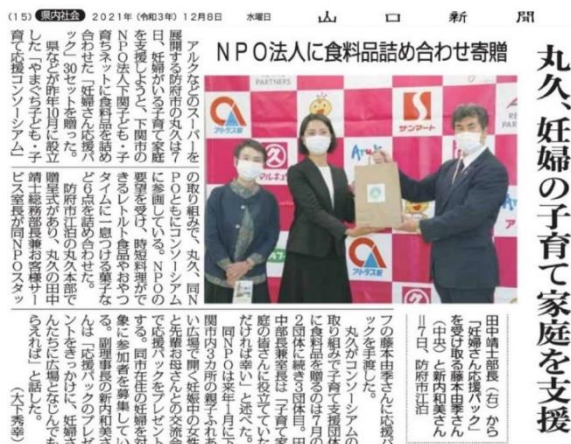 (15) 県内社会 2021年(令和3年)12月8日 水曜日 山口新聞
NPO法人に食料品詰め合わせ寄贈
丸久、妊婦の子育て家庭を支援
PARTNERS
アトラス館
サンマート
アトラス館
田中靖士部長(右)から
「妊婦さん応援パック」
を受け取る藤本由季さん
(中央)と新内和美さん
=7日、防府市江泊
アルクなどのスーパーを
展開する防府市の丸久は7
日、妊婦がいる子育て家庭
を支援しようと、下関市の
NPO法人下関子ども・子
育ちネットに食料品を詰め
合わせた「妊婦さん応援パ
ック」30セットを贈った。
県などが昨年10月に設立
した「やまぐち子ども・子
育て応援コンソーシアム」
の取り組みで、丸久、同N
POともにコンソーシアム
に参画している。NPOの
要望を受け、時短料理がで
きるレトルト食品やおやつ
タイムに一息つける菓子な
ど6点を詰め合わせた。
防府市江泊の丸久本部で
贈呈式があり、丸久の田中
靖士総務部長兼お客様サー
ビス室長が同NPOスタッ
フの藤本由季さんに応援パ
ックを手渡した。
丸久がコンソーシアムの
取り組みで子育て支援団体
に食料品を贈るのは7月の
2団体に続き3団体目。田
中部長兼室長は「子育て家
庭の皆さんに役立てていた
だければ幸い」と述べた。
同NPOは来年1月に下
関市内3カ所の親子ふれあ
い広場で開く妊娠中の女性
と先輩お母さんとの交流会
で応援パックをプレゼント
する。同市在住の妊婦を対
象に参加者を募集してい
る。副理事長の新内和美さ
んは「応援パックのプレゼ
ントをきっかけに、妊婦さ
んたちに広場となじんでも
らえれば」と話した。
(大下秀幸)